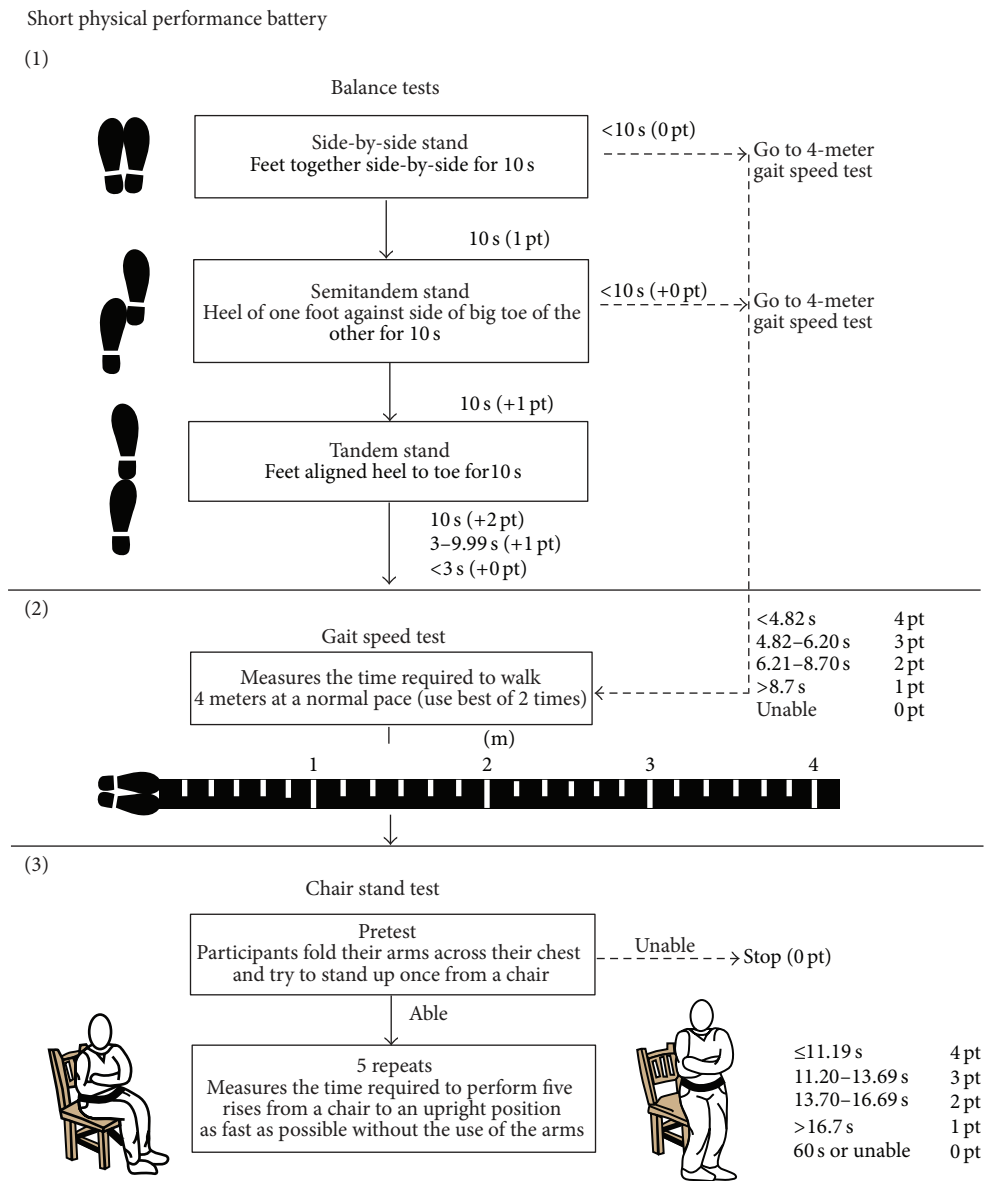 Short physical performance battery
(1)
Balance tests
Side-by-side stand
Feet together side-by-side for 10 s
<10 s (0 pt)
Go to 4-meter
gait speed test
10 s (1 pt)
Semitandem stand
Heel of one foot against side of big toe of the
other for 10 s
<10 s (+0 pt)
Go to 4-meter
gait speed test
10 s (+1 pt)
Tandem stand
Feet aligned heel to toe for10 s
10 s (+2 pt)
3–9.99 s (+1 pt)
<3 s (+0 pt)
(2)
Gait speed test
Measures the time required to walk
4 meters at a normal pace (use best of 2 times)
<4.82 s 4 pt
4.82–6.20 s 3 pt
6.21–8.70 s 2 pt
>8.7 s 1 pt
Unable 0 pt
(m)
1 2 3 4
(3)
Chair stand test
Pretest
Participants fold their arms across their chest
and try to stand up once from a chair
Unable
Stop (0 pt)
Able
5 repeats
Measures the time required to perform five
rises from a chair to an upright position
as fast as possible without the use of the arms
≤11.19 s 4 pt
11.20–13.69 s 3 pt
13.70–16.69 s 2 pt
>16.7 s 1 pt
60 s or unable 0 pt